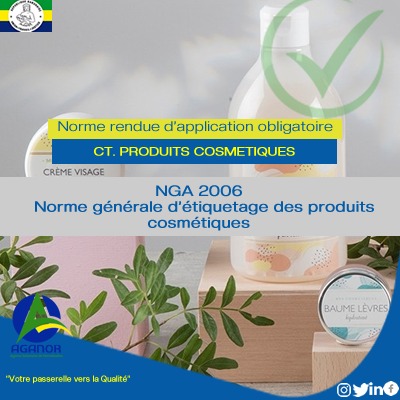 Norme rendue d'application obligatoire
CT. PRODUITS COSMETIQUES
CRÈME VISAGE
NGA 2006
Norme générale d'étiquetage des produits
cosmétiques
BAUME LÈVRES
hydratant
AGANOR
"Votre passerelle vers la Qualité"